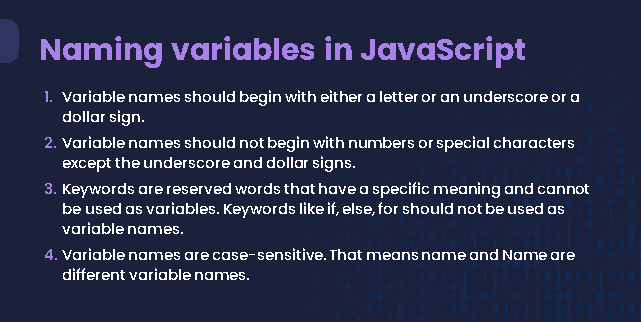 Naming variables in JavaScript
1. Variable names should begin with either a letter or an underscore or a
dollar sign.
2. Variable names should not begin with numbers or special characters
except the underscore and dollar signs.
3. Keywords are reserved words that have a specific meaning and cannot
be used as variables. Keywords like if, else, for should not be used as
variable names.
4. Variable names are case-sensitive. That means name and Name are
different variable names.